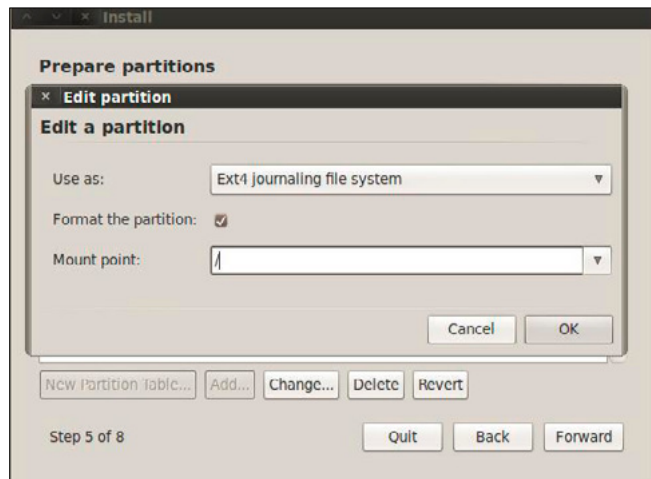 Install
Prepare partitions
Edit partition
Edit a partition
Use as: Ext4 journaling file system
Format the partition:
Mount point: /
Cancel OK
New Partition Table... Add... Change... Delete Revert
Step 5 of 8 Quit Back Forward